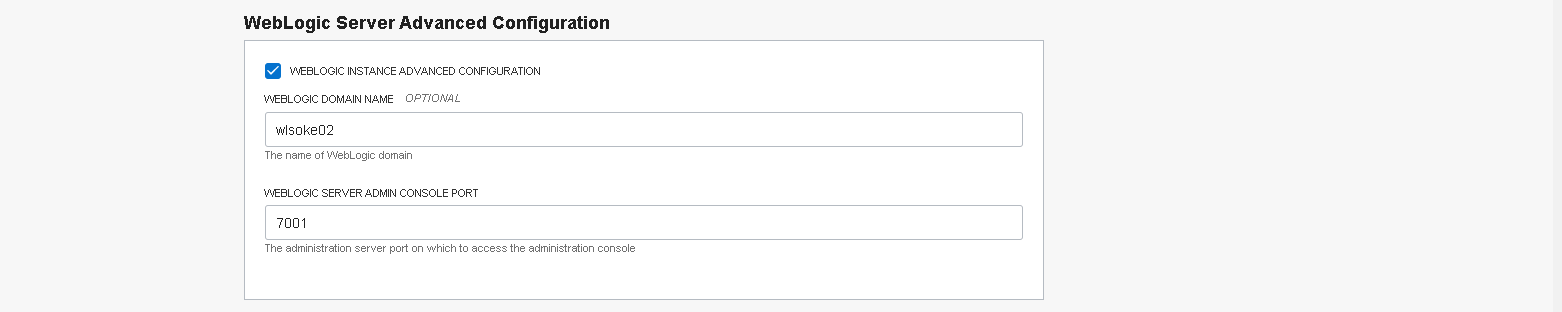 WebLogic Server Advanced Configuration
WEBLOGIC INSTANCE ADVANCED CONFIGURATION
WEBLOGIC DOMAIN NAME OPTIONAL
wlsoke02
The name of WebLogic domain
WEBLOGIC SERVER ADMIN CONSOLE PORT
7001
The administration server port on which to access the administration console